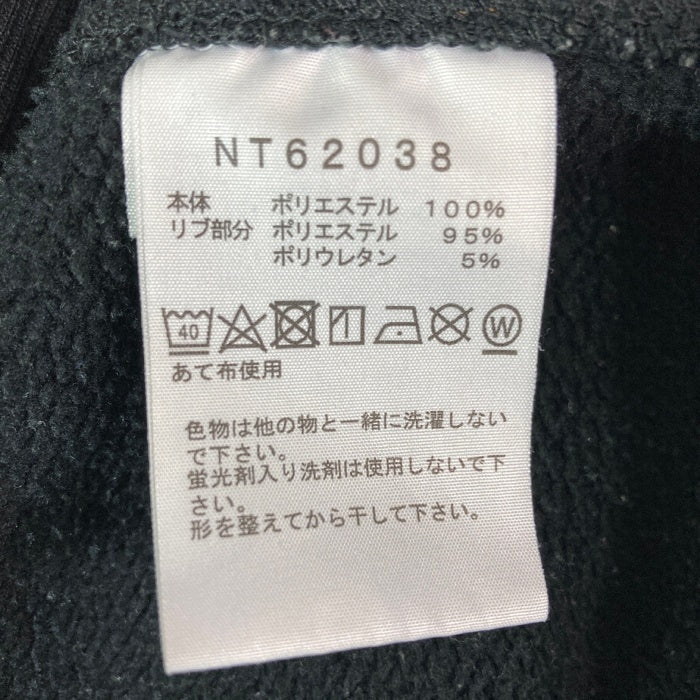 NT62038
本体 ポリエステル 100%
リブ部分 ポリエステル 95%
ポリウレタン 5%
40 W
あて布使用
色物は他の物と一緒に洗濯しない
で下さい。
蛍光剤入り洗剤は使用しないで下
さい。
形を整えてから干して下さい。